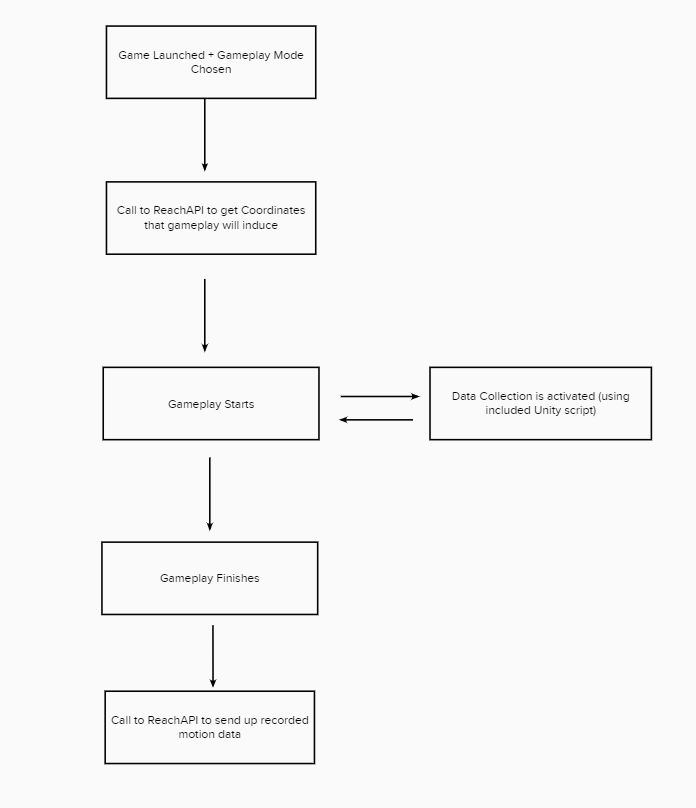 Game Launched + Gameplay Mode
Chosen
Call to ReachAPI to get Coordinates
that gameplay will induce
Gameplay Starts
Data Collection is activated (using
included Unity script)
Gameplay Finishes
Call to ReachAPI to send up recorded
motion data